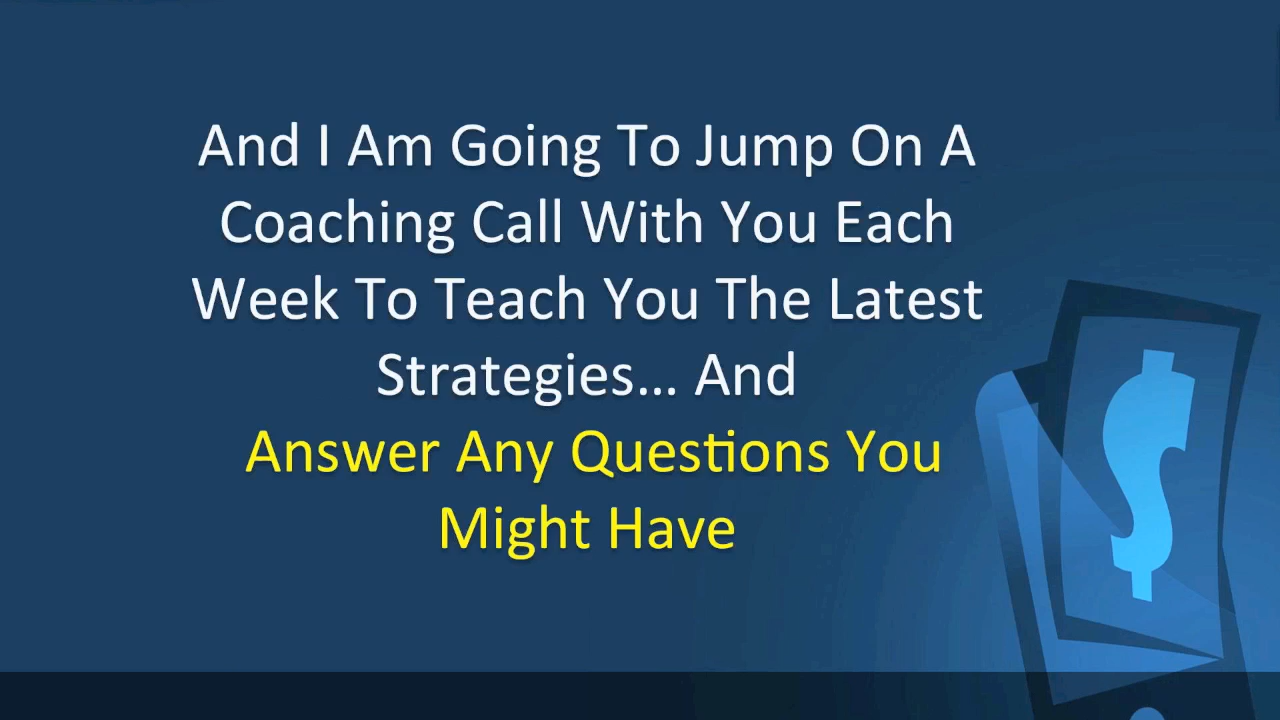 And I Am Going To Jump On A
Coaching Call With You Each
Week To Teach You The Latest
Strategies... And
Answer Any Questions You
Might Have
$